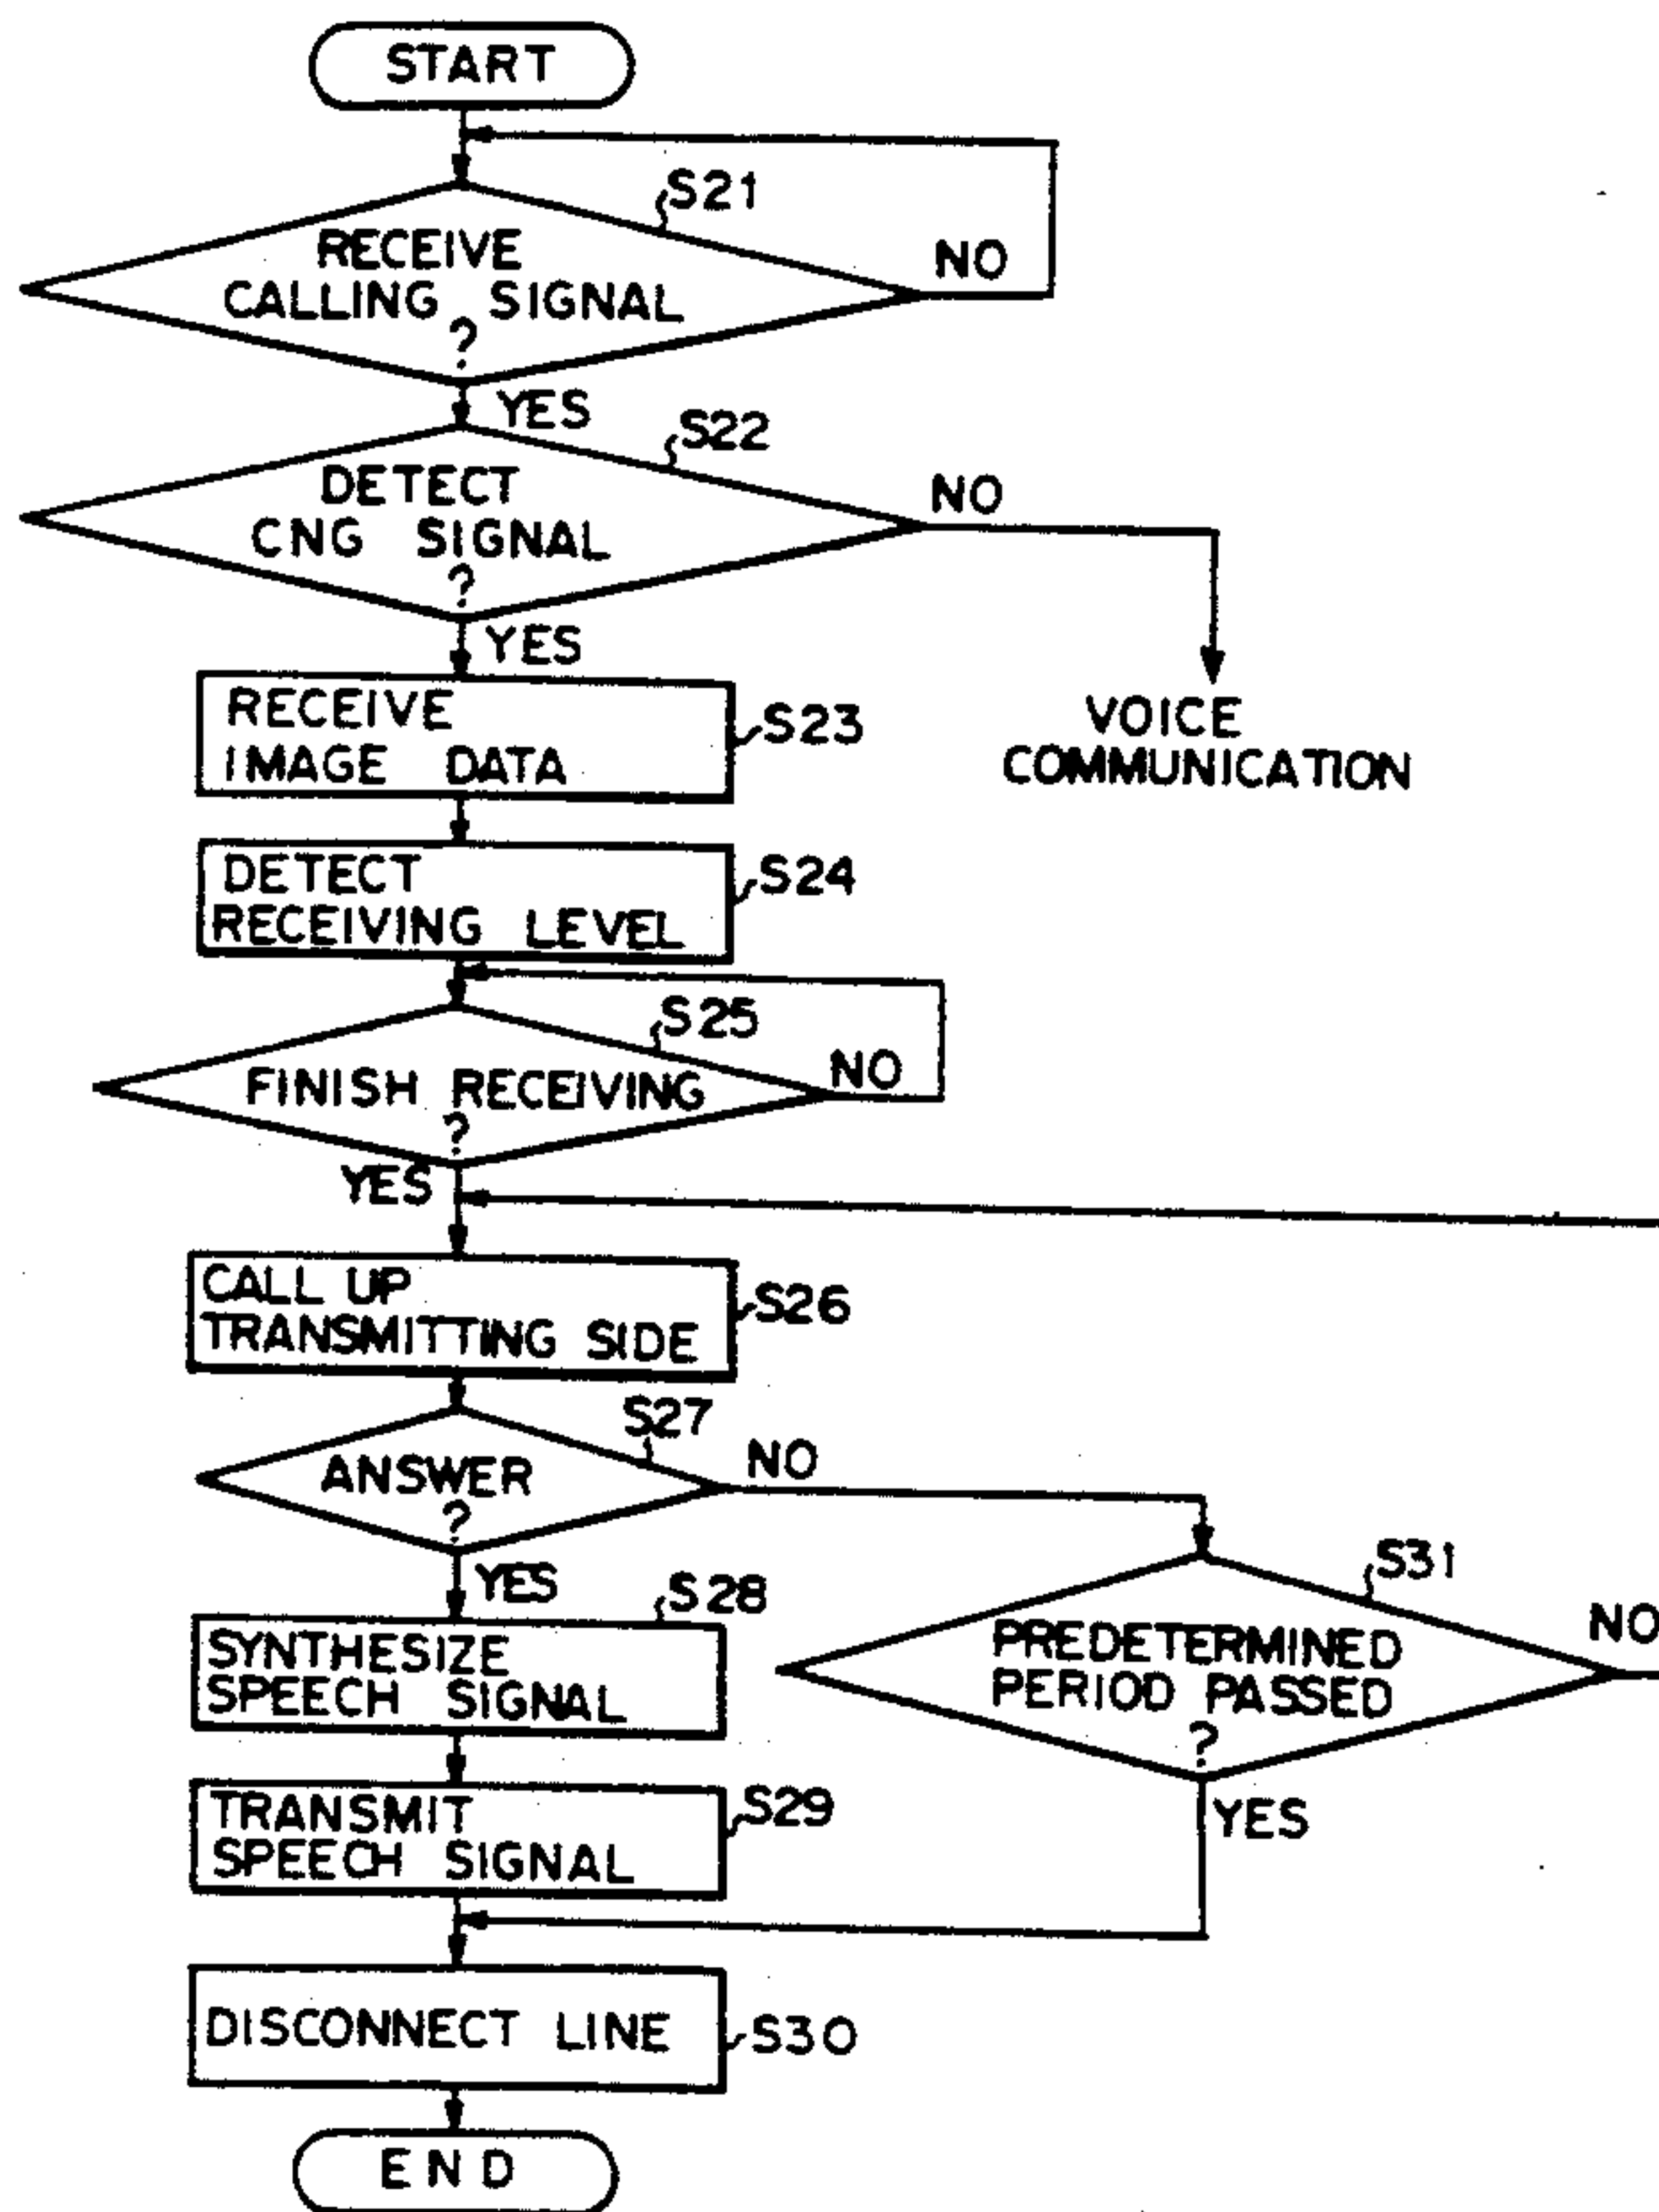 START
S21
RECEIVE
CALLING SIGNAL
?
NO
YES
S22
DETECT
CNG SIGNAL
?
NO
YES
RECEIVE
IMAGE DATA
S23
VOICE
COMMUNICATION
DETECT
RECEIVING LEVEL
S24
S25
FINISH RECEIVING
?
NO
YES
CALL UP
TRANSMITTING SIDE
S26
S27
ANSWER
?
NO
YES
S28
SYNTHESIZE
SPEECH SIGNAL
S31
PREDETERMINED
PERIOD PASSED
?
NO
YES
TRANSMIT
SPEECH SIGNAL
S29
DISCONNECT LINE
S30
END